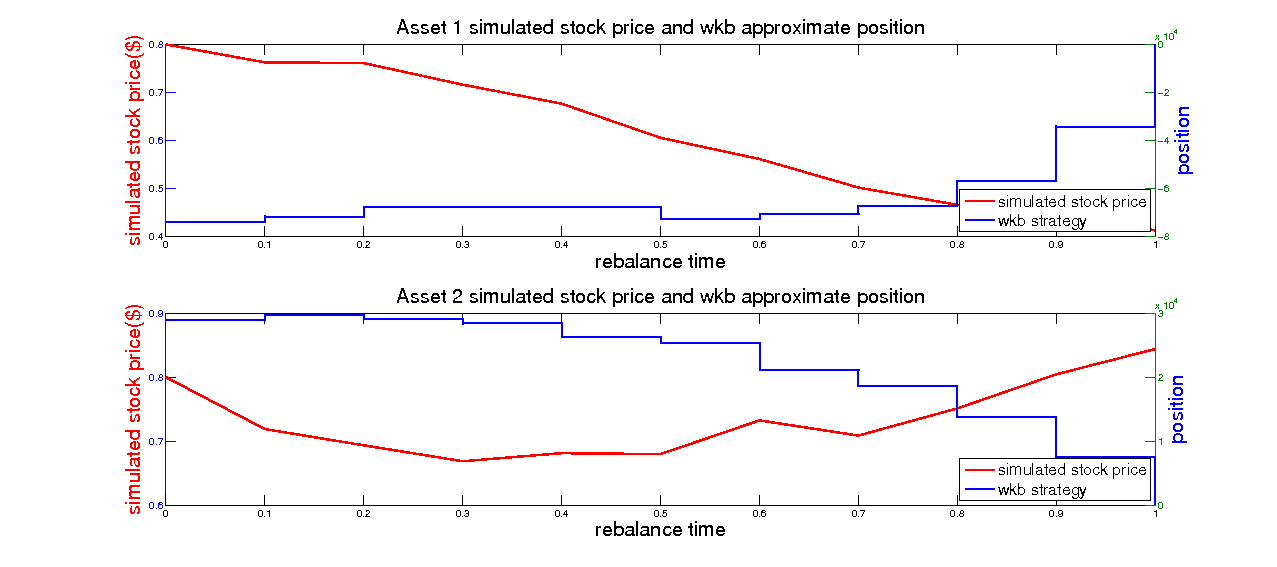 Asset 1 simulated stock price and wkb approximate position
simulated stock price($)
0.8
0.7
0.6
0.5
0.4
x 10^4
0
-2
-4
-6
-8
position
simulated stock price
wkb strategy
0 0.1 0.2 0.3 0.4 0.5 0.6 0.7 0.8 0.9 1
rebalance time
Asset 2 simulated stock price and wkb approximate position
simulated stock price($)
0.9
0.8
0.7
0.6
x 10^4
3
2
1
0
position
simulated stock price
wkb strategy
0 0.1 0.2 0.3 0.4 0.5 0.6 0.7 0.8 0.9 1
rebalance time